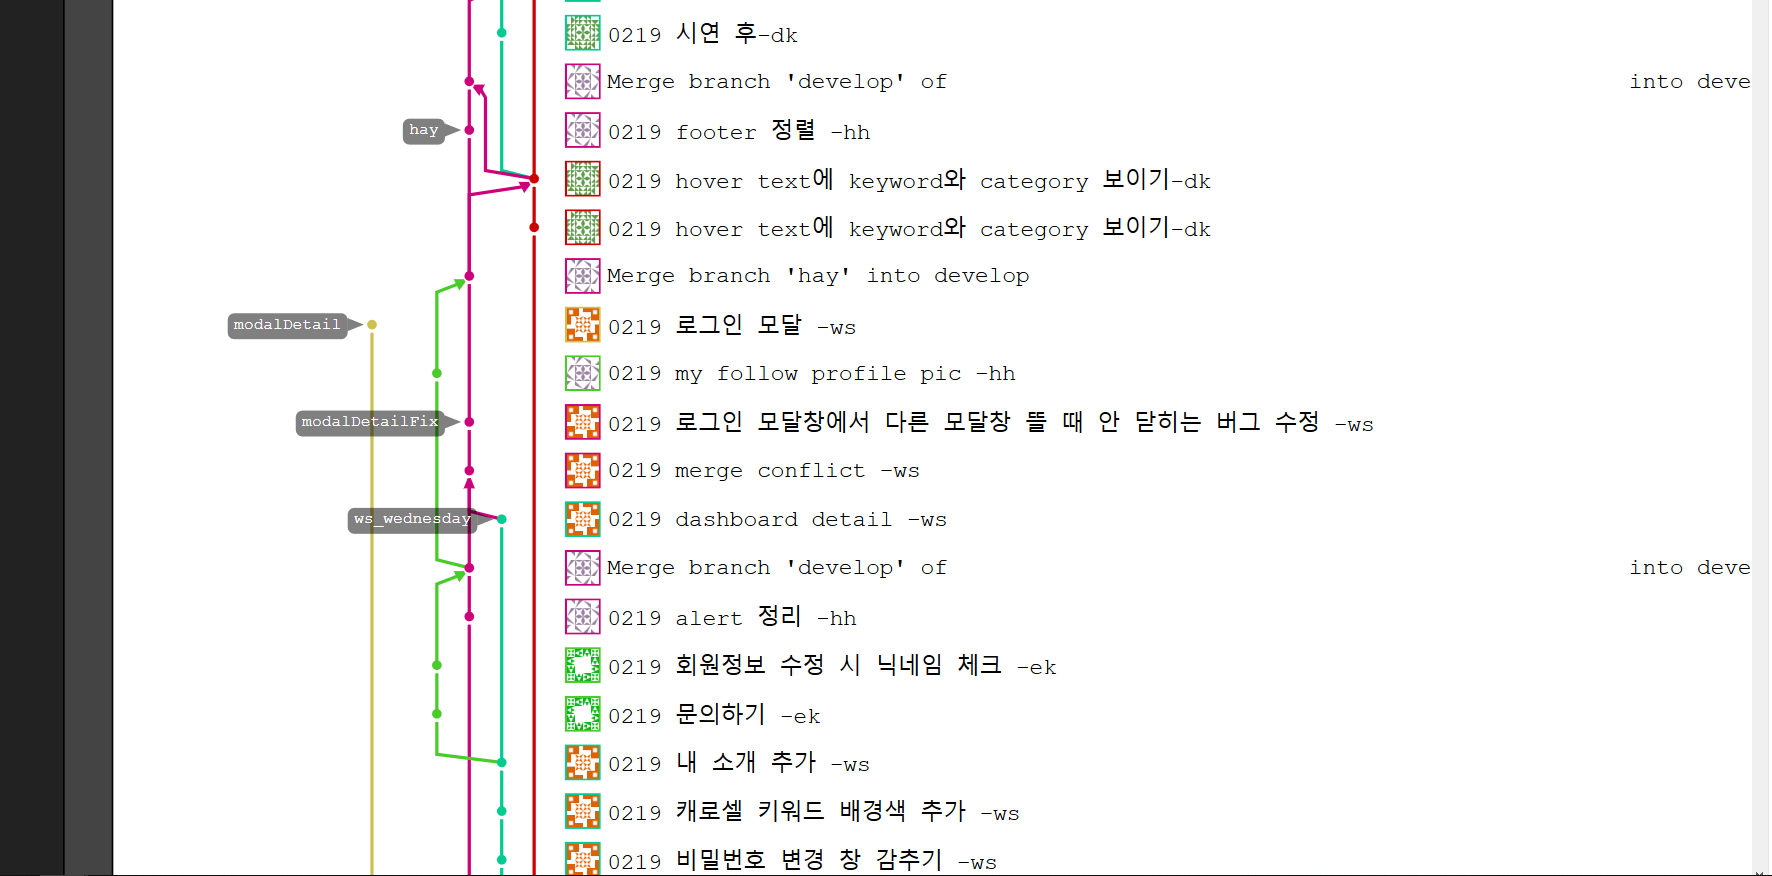 0219 시연 후-dk
Merge branch 'develop' of into deve
hay
0219 footer 정렬 -hh
0219 hover text에 keyword와 category 보이기-dk
0219 hover text에 keyword와 category 보이기-dk
Merge branch 'hay' into develop
modalDetail
0219 로그인 모달 -ws
0219 my follow profile pic -hh
modalDetailFix
0219 로그인 모달창에서 다른 모달창 뜰 때 안 닫히는 버그 수정 -ws
0219 merge conflict -ws
ws_wednesday
0219 dashboard detail -ws
Merge branch 'develop' of into deve
0219 alert 정리 -hh
0219 회원정보 수정 시 닉네임 체크 -ek
0219 문의하기 -ek
0219 내 소개 추가 -ws
0219 캐로셀 키워드 배경색 추가 -ws
0219 비밀번호 변경 창 감추기 -ws